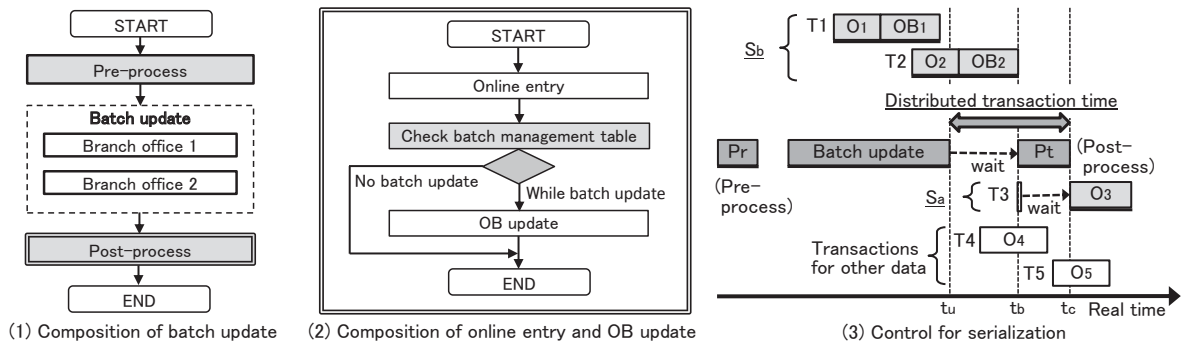 START
Pre-process
Batch update
Branch office 1
Branch office 2
Post-process
END
(1) Composition of batch update
START
Online entry
Check batch management table
No batch update
While batch update
OB update
END
(2) Composition of online entry and OB update
Sb
T1
O1
OB1
T2
O2
OB2
Distributed transaction time
Pr
Batch update
wait
Pt
(Post-
process)
(Pre-
process)
Sa
T3
wait
O3
Transactions
for other data
T4
O4
T5
O5
tu
tb
tc
Real time
(3) Control for serialization